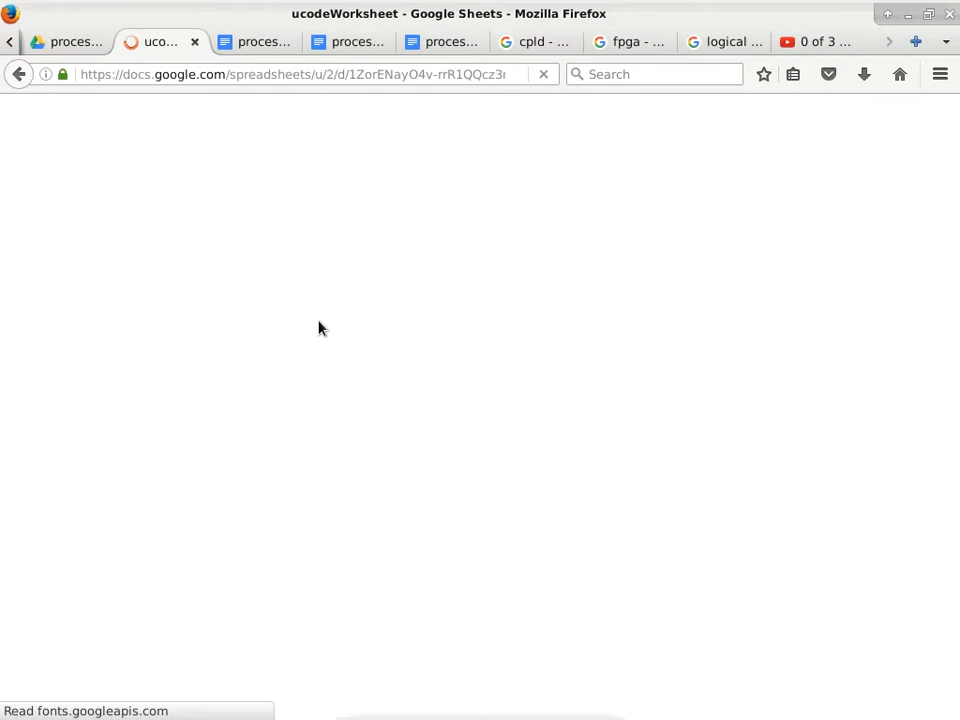 ucodeWorksheet - Google Sheets - Mozilla Firefox
proces... uco... proces... proces... proces... cpld - ... fpga - ... logical ... 0 of 3 ...
https://docs.google.com/spreadsheets/u/2/d/1ZorENayO4v-rrR1QQcz3r Search
Read fonts.googleapis.com